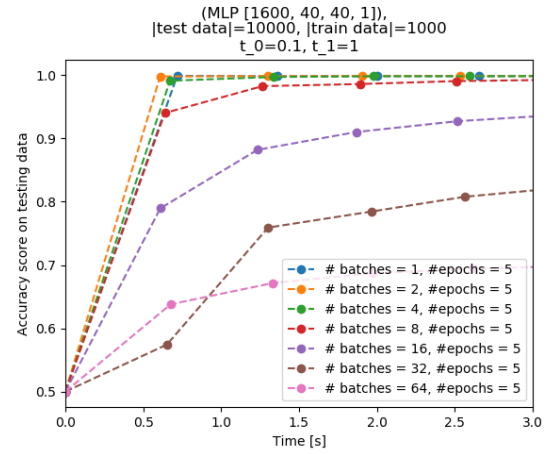 (MLP [1600, 40, 40, 1]),
|test data|=10000, |train data|=1000
t_0=0.1, t_1=1
1.0
0.9
0.8
0.7
0.6
0.5
Accuracy score on testing data
# batches = 1, #epochs = 5
# batches = 2, #epochs = 5
# batches = 4, #epochs = 5
# batches = 8, #epochs = 5
# batches = 16, #epochs = 5
# batches = 32, #epochs = 5
# batches = 64, #epochs = 5
0.0 0.5 1.0 1.5 2.0 2.5 3.0
Time [s]